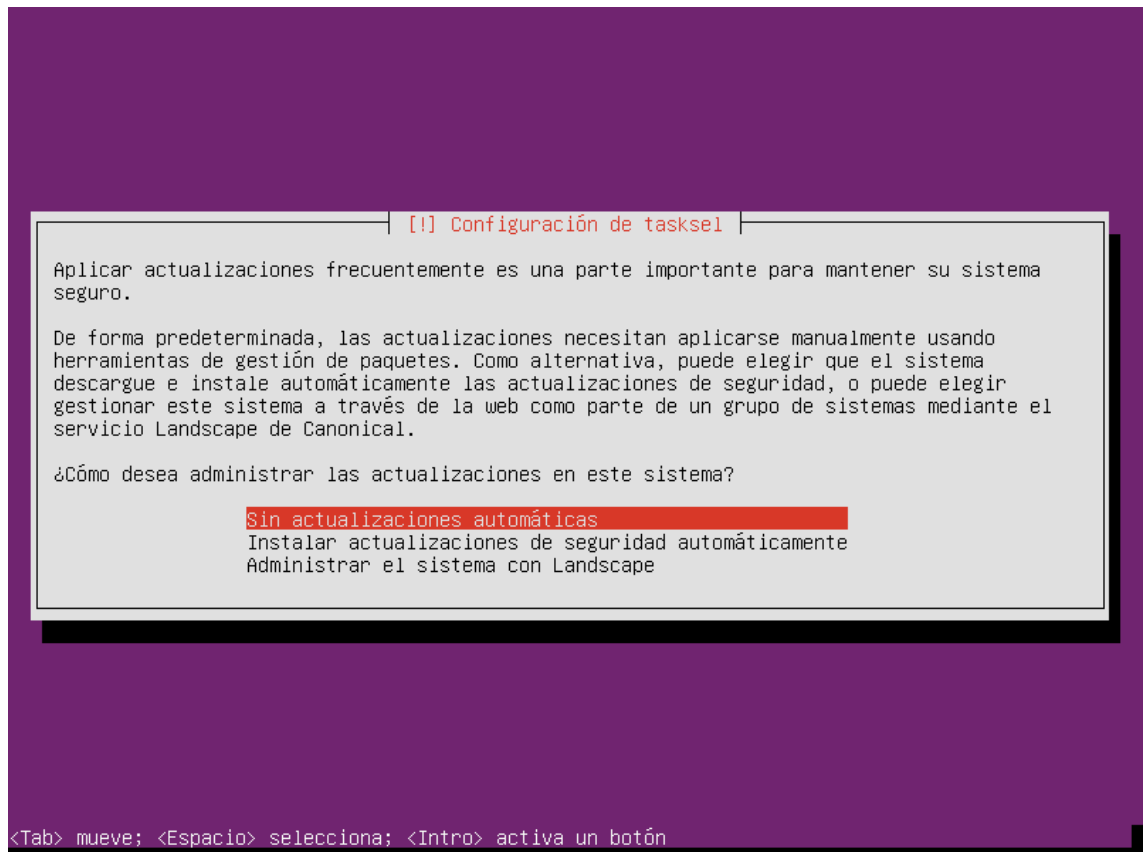 [!] Configuración de tasksel
Aplicar actualizaciones frecuentemente es una parte importante para mantener su sistema
seguro.
De forma predeterminada, las actualizaciones necesitan aplicarse manualmente usando
herramientas de gestión de paquetes. Como alternativa, puede elegir que el sistema
descargue e instale automáticamente las actualizaciones de seguridad, o puede elegir
gestionar este sistema a través de la web como parte de un grupo de sistemas mediante el
servicio Landscape de Canonical.
¿Cómo desea administrar las actualizaciones en este sistema?
Sin actualizaciones automáticas
Instalar actualizaciones de seguridad automáticamente
Administrar el sistema con Landscape
<Tab> mueve; <Espacio> selecciona; <Intro> activa un botón